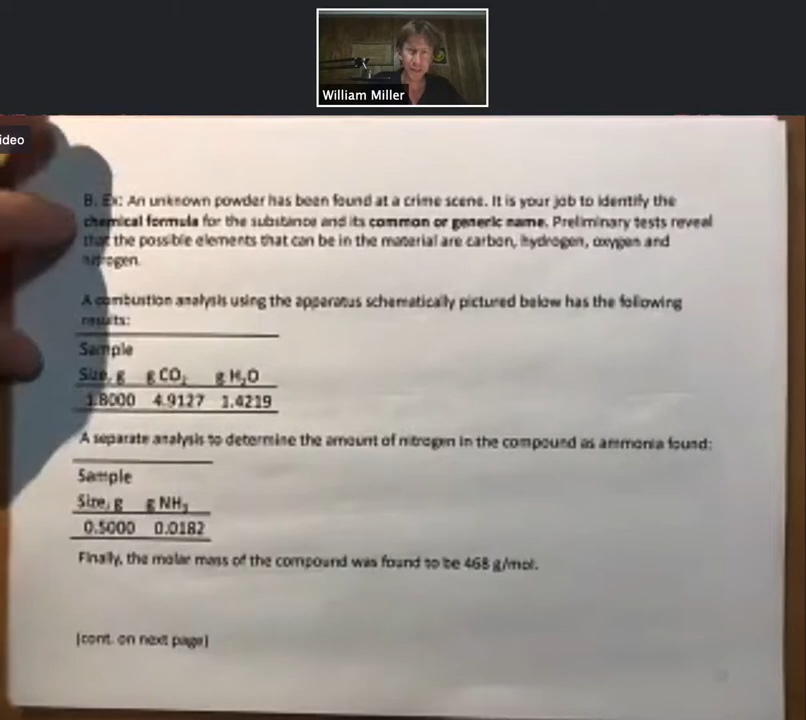 William Miller
ideo
B. Ex: An unknown powder has been found at a crime scene. It is your job to identify the
chemical formula for the substance and its common or generic name. Preliminary tests reveal
that the possible elements that can be in the material are carbon, hydrogen, oxygen and
nitrogen.
A combustion analysis using the apparatus schematically pictured below has the following
results:
Sample
Size, g g CO₂ g H₂O
1.8000 4.9127 1.4219
A separate analysis to determine the amount of nitrogen in the compound as ammonia found:
Sample
Size, g g NH₃
0.5000 0.0182
Finally, the molar mass of the compound was found to be 468 g/mol.
(cont. on next page)